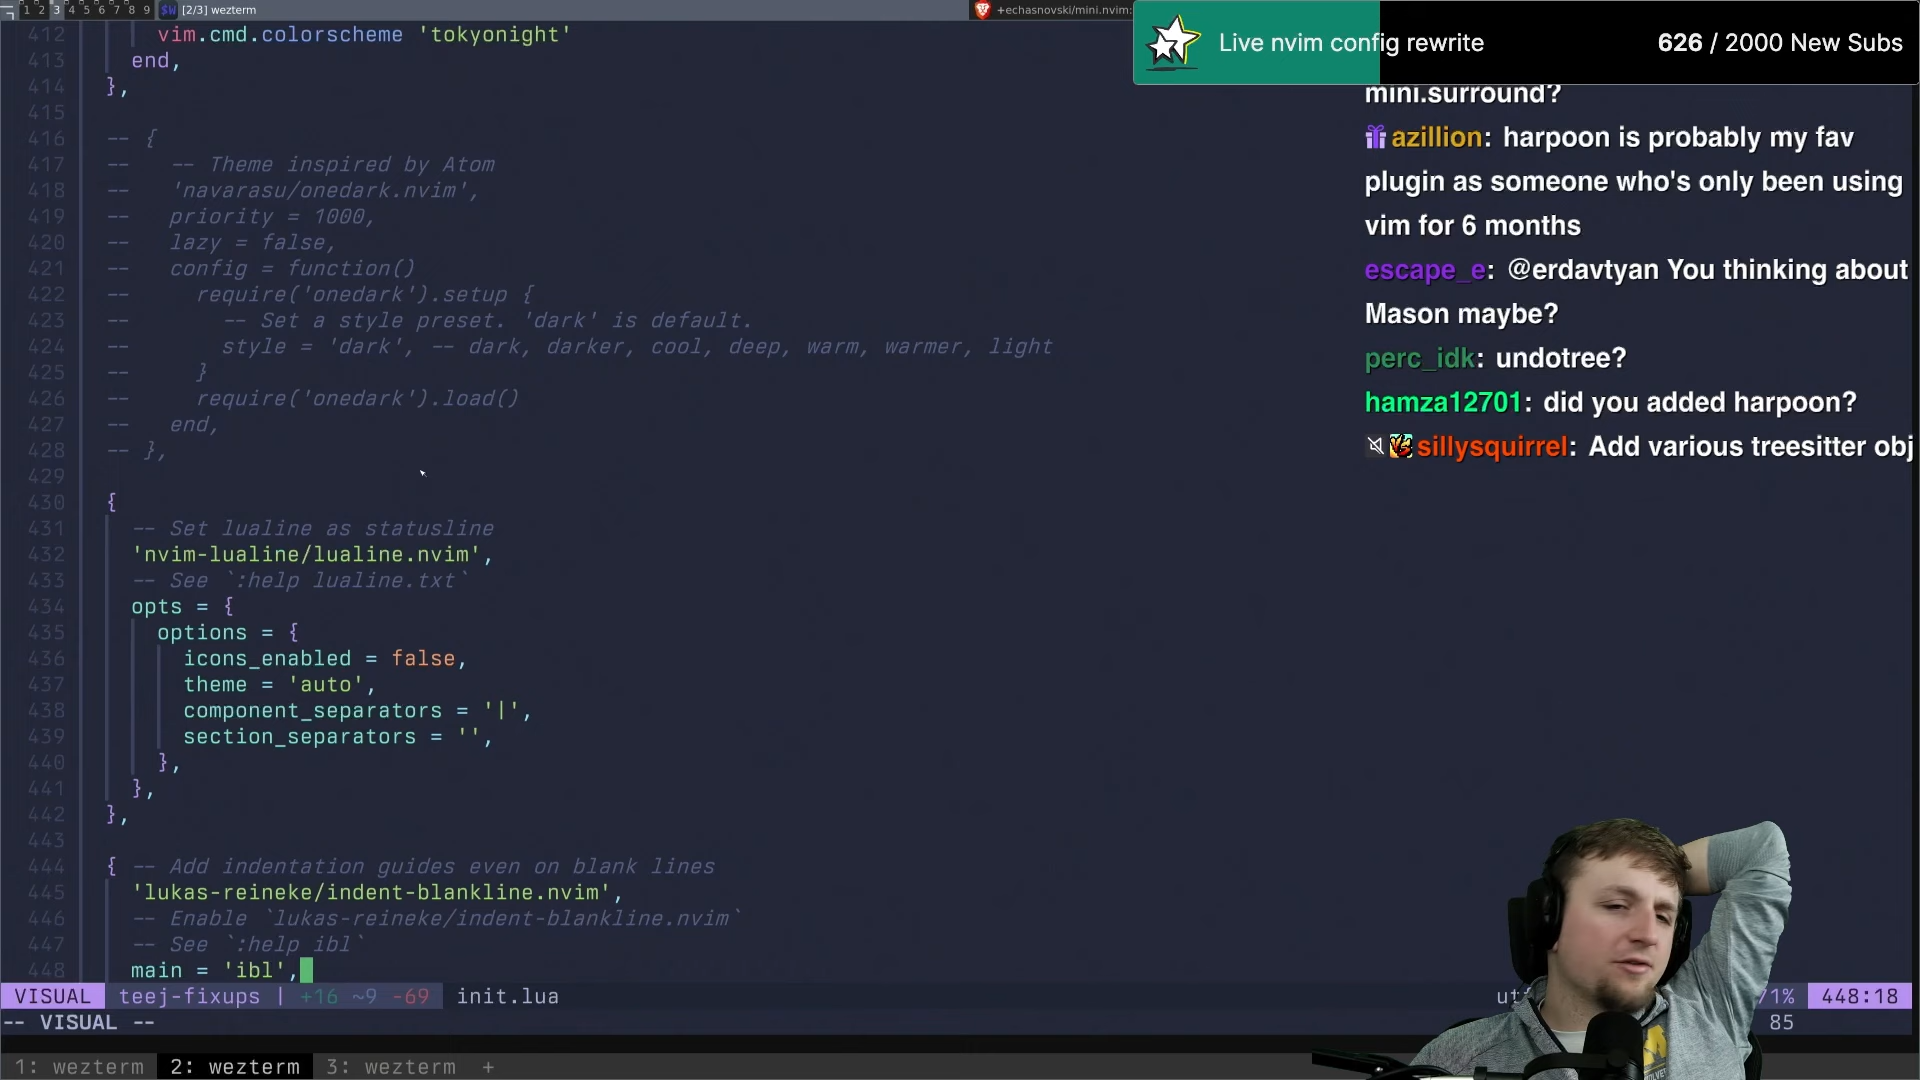 1 2 3 4 5 6 7 8 9 $W [2/3] wezterm +echasnovski/mini.nvim:
Live nvim config rewrite 626 / 2000 New Subs
412 vim.cmd.colorscheme 'tokyonight'
413 end,
414 },
415
416 -- {
417 -- -- Theme inspired by Atom
418 -- 'navarasu/onedark.nvim',
419 -- priority = 1000,
420 -- lazy = false,
421 -- config = function()
422 -- require('onedark').setup {
423 -- -- Set a style preset. 'dark' is default.
424 -- style = 'dark', -- dark, darker, cool, deep, warm, warmer, light
425 -- }
426 -- require('onedark').load()
427 -- end,
428 -- },
429
430 {
431 -- Set lualine as statusline
432 'nvim-lualine/lualine.nvim',
433 -- See `:help lualine.txt`
434 opts = {
435 options = {
436 icons_enabled = false,
437 theme = 'auto',
438 component_separators = '|',
439 section_separators = '',
440 },
441 },
442 },
443
444 { -- Add indentation guides even on blank lines
445 'lukas-reineke/indent-blankline.nvim',
446 -- Enable `lukas-reineke/indent-blankline.nvim`
447 -- See `:help ibl`
448 main = 'ibl',
VISUAL teej-fixups | +16 ~9 -69 init.lua 71% 448:18
-- VISUAL -- 85
1: wezterm 2: wezterm 3: wezterm +
mini.surround?
azillion: harpoon is probably my fav
plugin as someone who's only been using
vim for 6 months
escape_e: @erdavtyan You thinking about
Mason maybe?
perc_idk: undotree?
hamza12701: did you added harpoon?
sillysquirrel: Add various treesitter obj